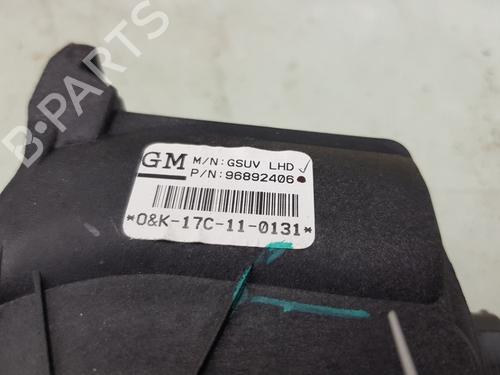 B-PARTS
GM
M/N:GSUV LHD
P/N:96892406
*O&K-17C-11-0131*